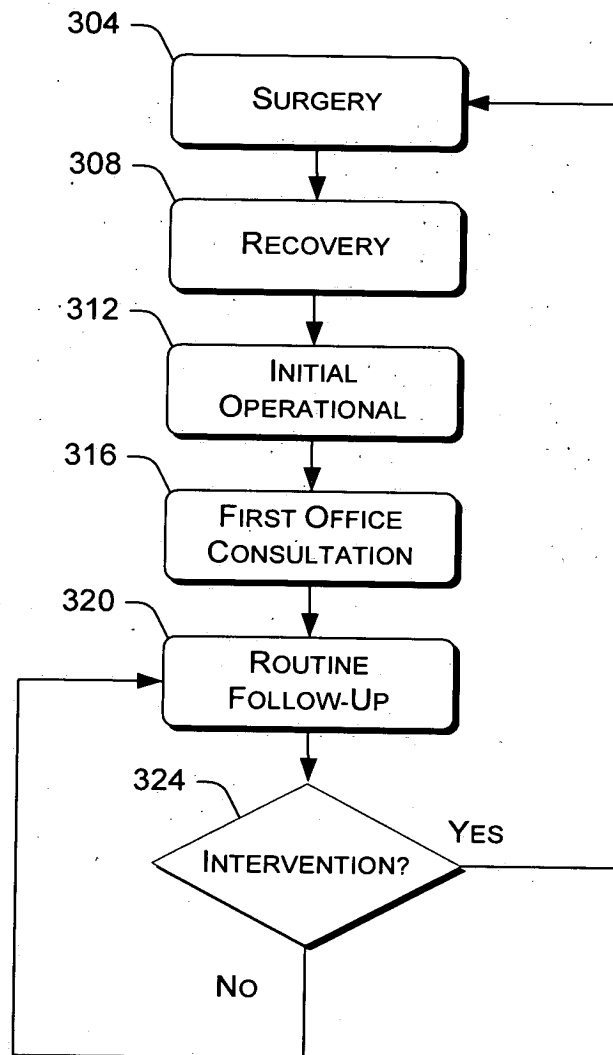 304
SURGERY
308
RECOVERY
312
INITIAL
OPERATIONAL
316
FIRST OFFICE
CONSULTATION
320
ROUTINE
FOLLOW-UP
324
INTERVENTION?
YES
NO